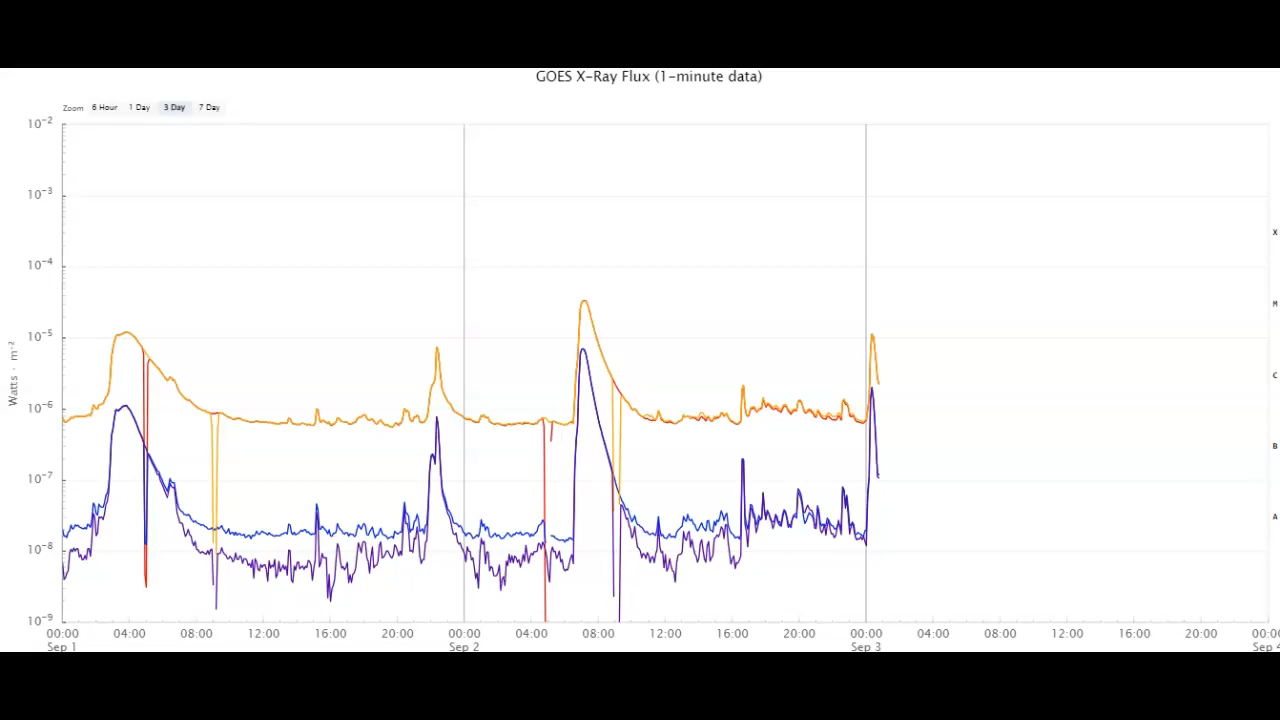 GOES X-Ray Flux (1-minute data)
Zoom 6 Hour 1 Day 3 Day 7 Day
10⁻²
10⁻³
X
10⁻⁴
M
10⁻⁵
Watts · m⁻²
C
10⁻⁶
B
10⁻⁷
A
10⁻⁸
10⁻⁹
00:00 04:00 08:00 12:00 16:00 20:00 00:00 04:00 08:00 12:00 16:00 20:00 00:00 04:00 08:00 12:00 16:00 20:00 00:0
Sep 1 Sep 2 Sep 3 Sep 4